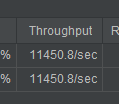 Throughput R
% 11450.8/sec
% 11450.8/sec